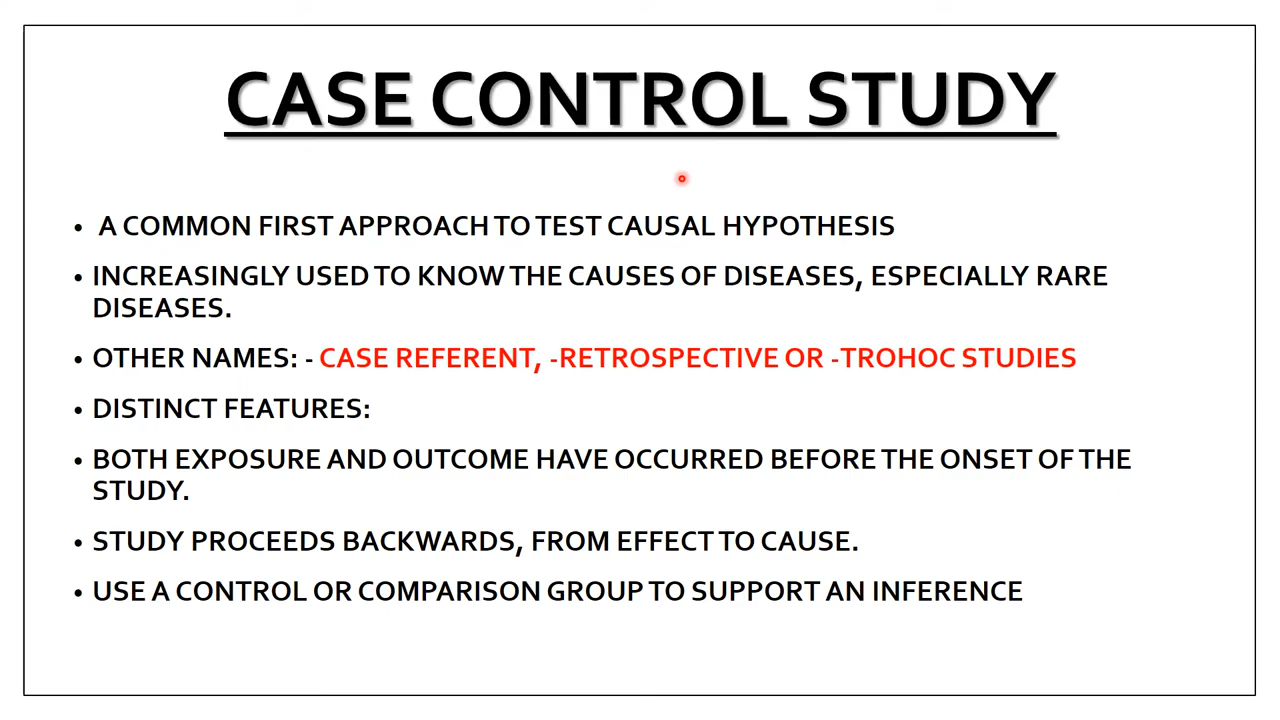 CASE CONTROL STUDY
• A COMMON FIRST APPROACH TO TEST CAUSAL HYPOTHESIS
• INCREASINGLY USED TO KNOW THE CAUSES OF DISEASES, ESPECIALLY RARE
DISEASES.
• OTHER NAMES: - CASE REFERENT, -RETROSPECTIVE OR -TROHOC STUDIES
• DISTINCT FEATURES:
• BOTH EXPOSURE AND OUTCOME HAVE OCCURRED BEFORE THE ONSET OF THE
STUDY.
• STUDY PROCEEDS BACKWARDS, FROM EFFECT TO CAUSE.
• USE A CONTROL OR COMPARISON GROUP TO SUPPORT AN INFERENCE